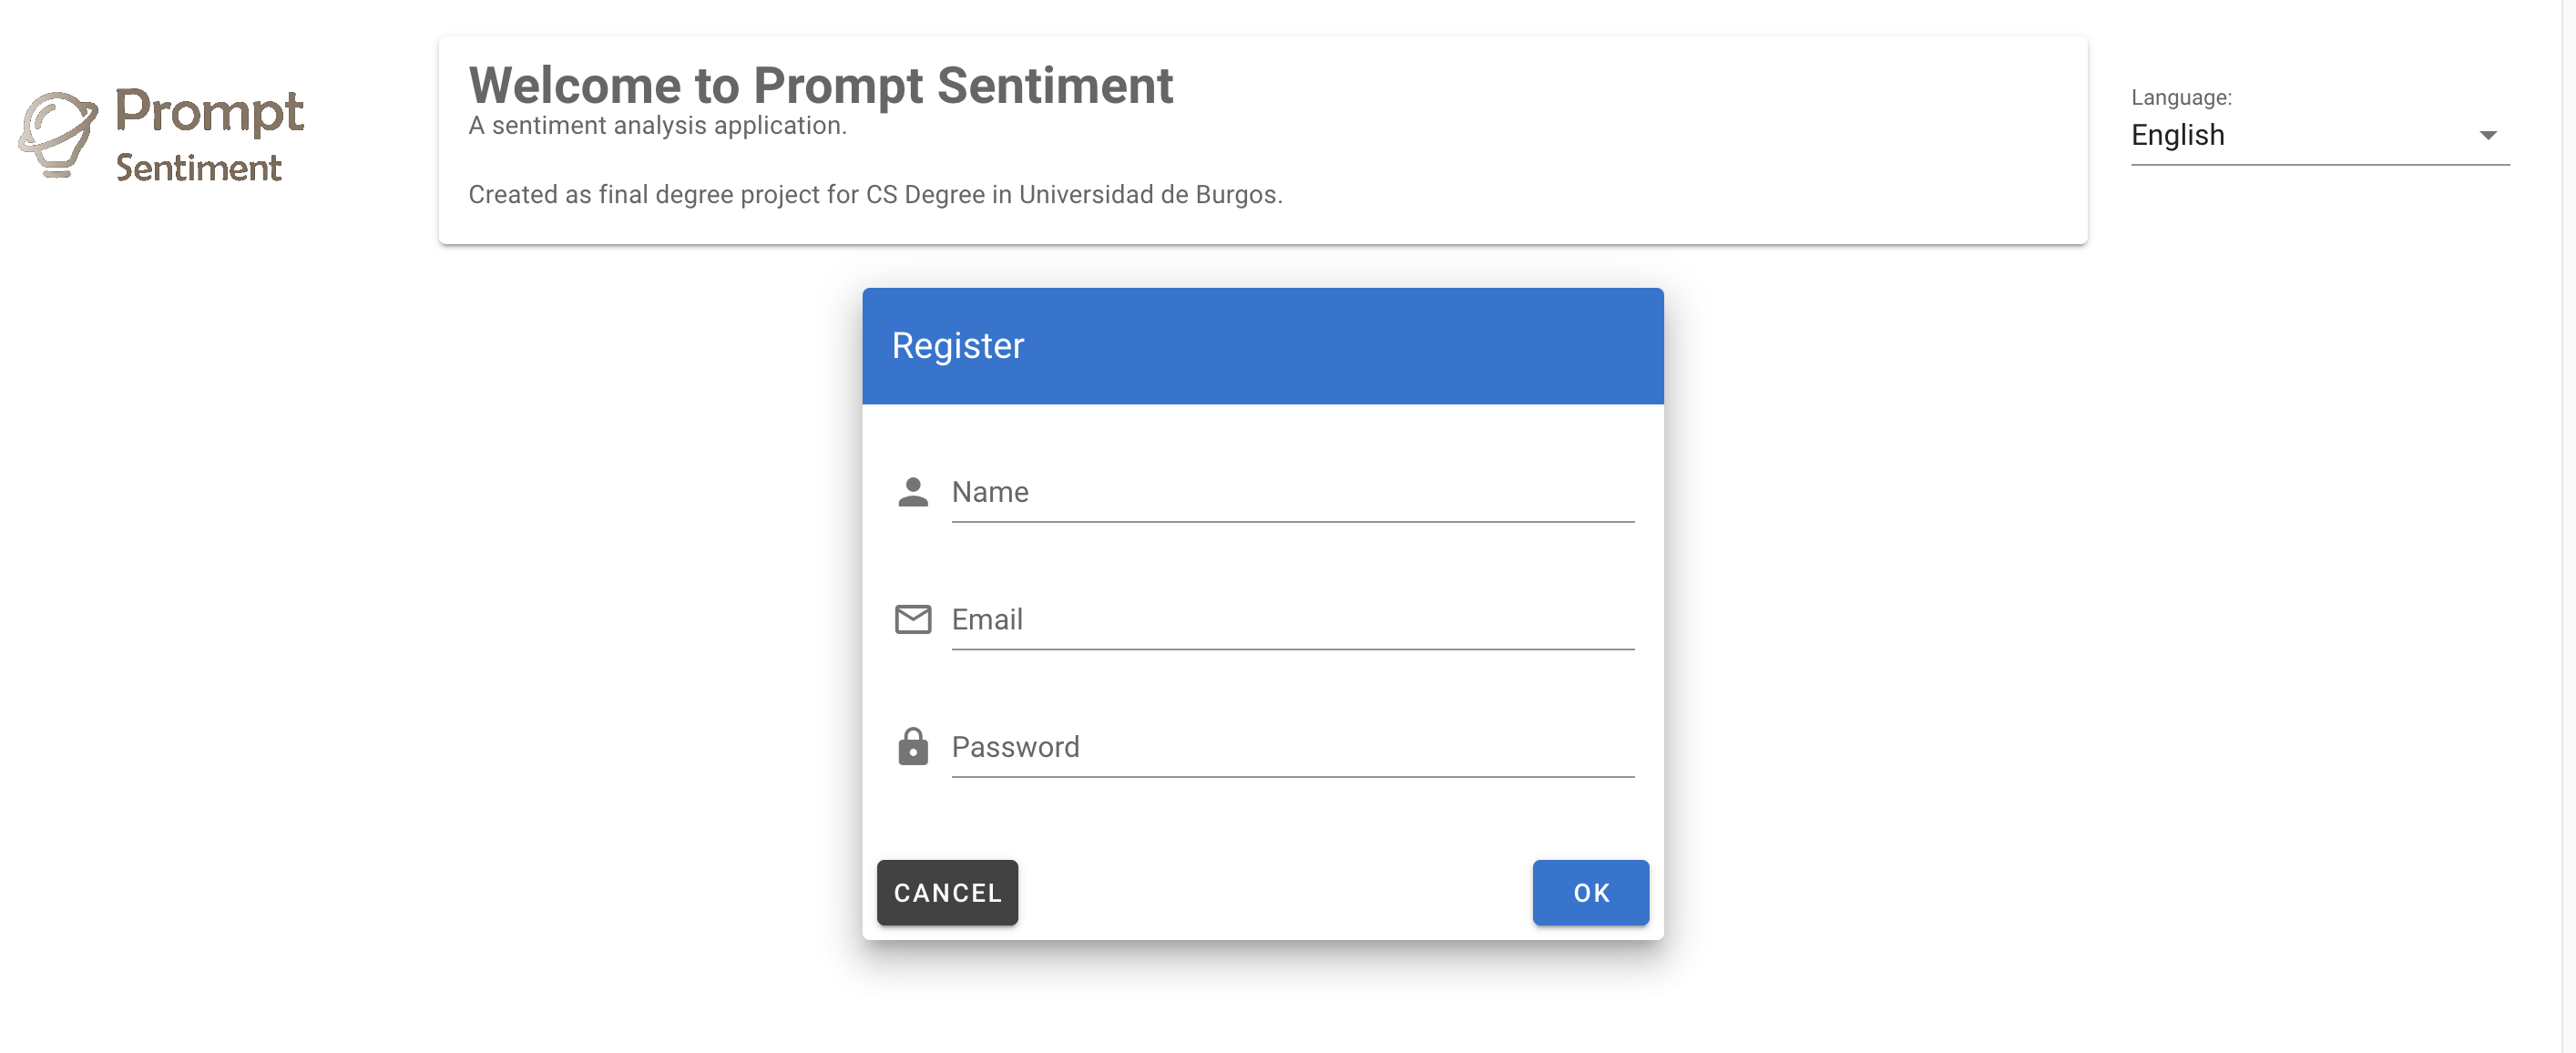 Prompt
Sentiment
Welcome to Prompt Sentiment
A sentiment analysis application.
Created as final degree project for CS Degree in Universidad de Burgos.
Language:
English
Register
Name
Email
Password
CANCEL
OK